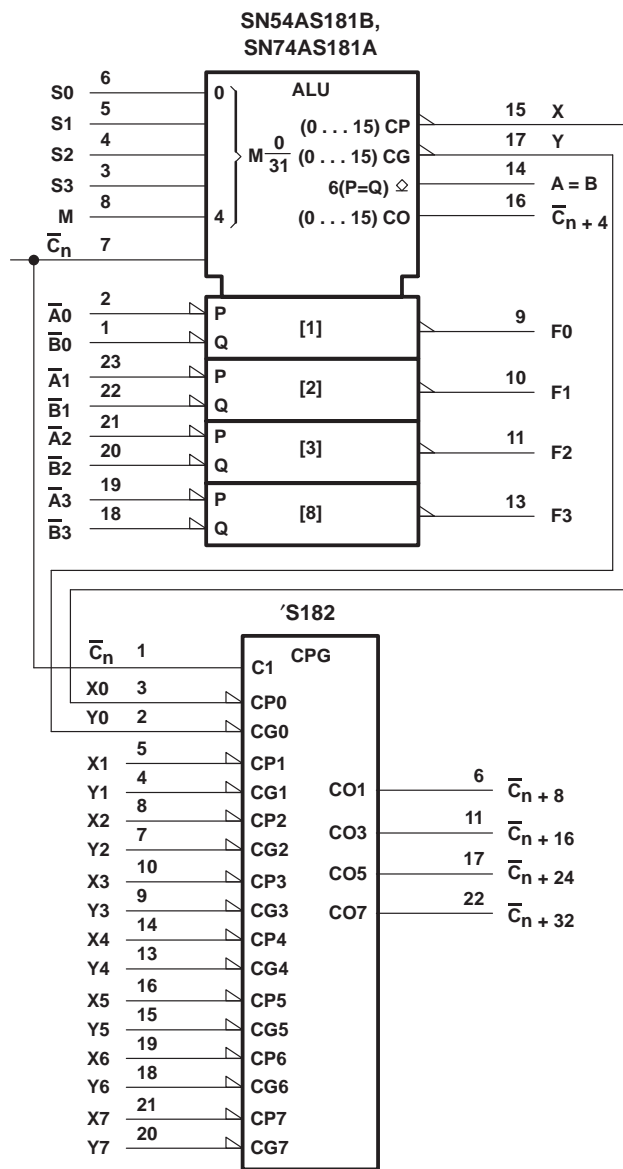 SN54AS181B,
SN74AS181A
ALU
S0 6 0
S1 5
S2 4
S3 3
M 8 4
C̅n 7
M 0/31
(0 . . . 15) CP 15 X
(0 . . . 15) CG 17 Y
6(P=Q) 14 A = B
(0 . . . 15) CO 16 C̅n + 4
A̅0 2 P
B̅0 1 Q
[1] 9 F0
A̅1 23 P
B̅1 22 Q
[2] 10 F1
A̅2 21 P
B̅2 20 Q
[3] 11 F2
A̅3 19 P
B̅3 18 Q
[8] 13 F3
′S182
CPG
C̅n 1 C1
X0 3 CP0
Y0 2 CG0
X1 5 CP1
Y1 4 CG1
X2 8 CP2
Y2 7 CG2
X3 10 CP3
Y3 9 CG3
X4 14 CP4
Y4 13 CG4
X5 16 CP5
Y5 15 CG5
X6 19 CP6
Y6 18 CG6
X7 21 CP7
Y7 20 CG7
CO1 6 C̅n + 8
CO3 11 C̅n + 16
CO5 17 C̅n + 24
CO7 22 C̅n + 32